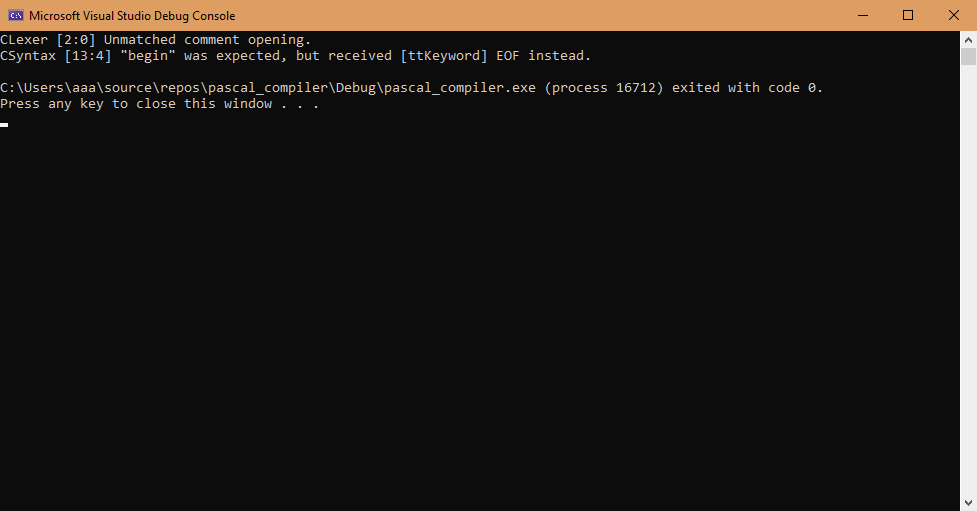 Microsoft Visual Studio Debug Console
CLexer [2:0] Unmatched comment opening.
CSyntax [13:4] "begin" was expected, but received [ttKeyword] EOF instead.
C:\Users\aaa\source\repos\pascal_compiler\Debug\pascal_compiler.exe (process 16712) exited with code 0.
Press any key to close this window . . .